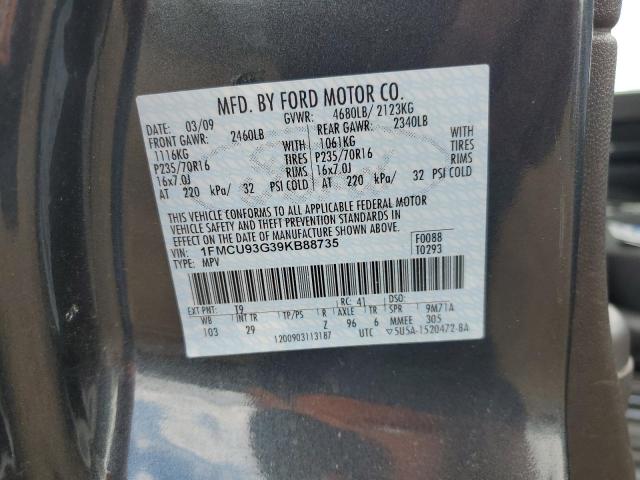 MFD. BY FORD MOTOR CO.
DATE: 03/09 GVWR: 4680LB/ 2123KG
FRONT GAWR: 2460LB REAR GAWR: 2340LB
1116KG WITH 1061KG WITH
P235/70R16 TIRES P235/70R16 TIRES
16x7.0J RIMS 16x7.0J RIMS
AT 220 kPa/ 32 PSI COLD AT 220 kPa/ 32 PSI COLD
THIS VEHICLE CONFORMS TO ALL APPLICABLE FEDERAL MOTOR
VEHICLE SAFETY AND THEFT PREVENTION STANDARDS IN
EFFECT ON THE DATE OF MANUFACTURE SHOWN ABOVE.
VIN: 1FMCU93G39KB88735 F0088
TYPE: MPV T0293
EXT PNT: T9 RC: 41 DSO:
WB INT TR TP/PS R AXLE TR SPR 9M71A
103 29 Z 96 6 MMEE 305
1200903113187 UTC ▽5U5A-1520472-BA